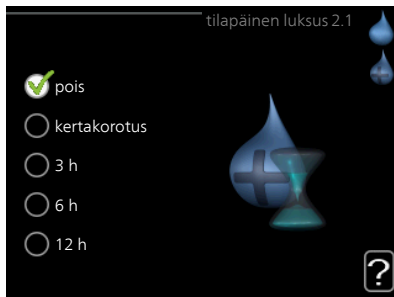 tilapäinen luksus 2.1
pois
kertakorotus
3 h
6 h
12 h
?